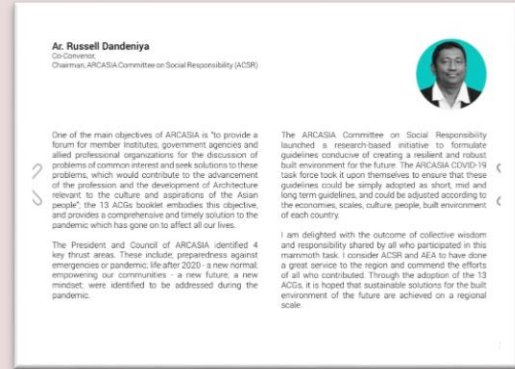 Ar. Russell Dandeniya
Co-Convenor,
Chairman, ARCASIA Committee on Social Responsibility (ACSR)
One of the main objectives of ARCASIA is "to provide a
forum for member Institutes, government agencies and
allied professional organizations for the discussion of
problems of common interest and seek solutions to these
problems, which would contribute to the advancement
of the profession and the development of Architecture
relevant to the culture and aspirations of the Asian
people"; the 13 ACGs booklet embodies this objective,
and provides a comprehensive and timely solution to the
pandemic which has gone on to affect all our lives.
The President and Council of ARCASIA identified 4
key thrust areas. These include; preparedness against
emergencies or pandemic; life after 2020 - a new normal;
empowering our communities - a new future; a new
mindset; were identified to be addressed during the
pandemic.
The ARCASIA Committee on Social Responsibility
launched a research-based initiative to formulate
guidelines conducive of creating a resilient and robust
built environment for the future. The ARCASIA COVID-19
task force took it upon themselves to ensure that these
guidelines could be simply adopted as short, mid and
long term guidelines, and could be adjusted according to
the economies, scales, culture, people, built environment
of each country.
I am delighted with the outcome of collective wisdom
and responsibility shared by all who participated in this
mammoth task. I consider ACSR and AEA to have done
a great service to the region and commend the efforts
of all who contributed. Through the adoption of the 13
ACGs, it is hoped that sustainable solutions for the built
environment of the future are achieved on a regional
scale.